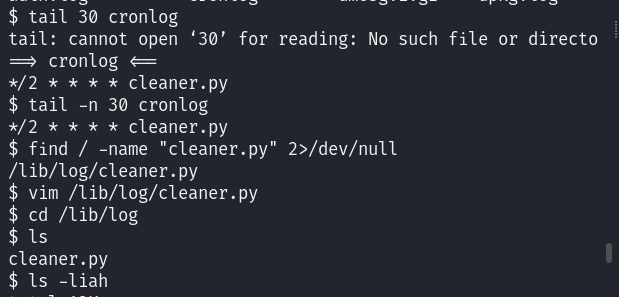 $ tail 30 cronlog
tail: cannot open ‘30’ for reading: No such file or directo
==> cronlog <==
*/2 * * * * cleaner.py
$ tail -n 30 cronlog
*/2 * * * * cleaner.py
$ find / -name "cleaner.py" 2>/dev/null
/lib/log/cleaner.py
$ vim /lib/log/cleaner.py
$ cd /lib/log
$ ls
cleaner.py
$ ls -liah